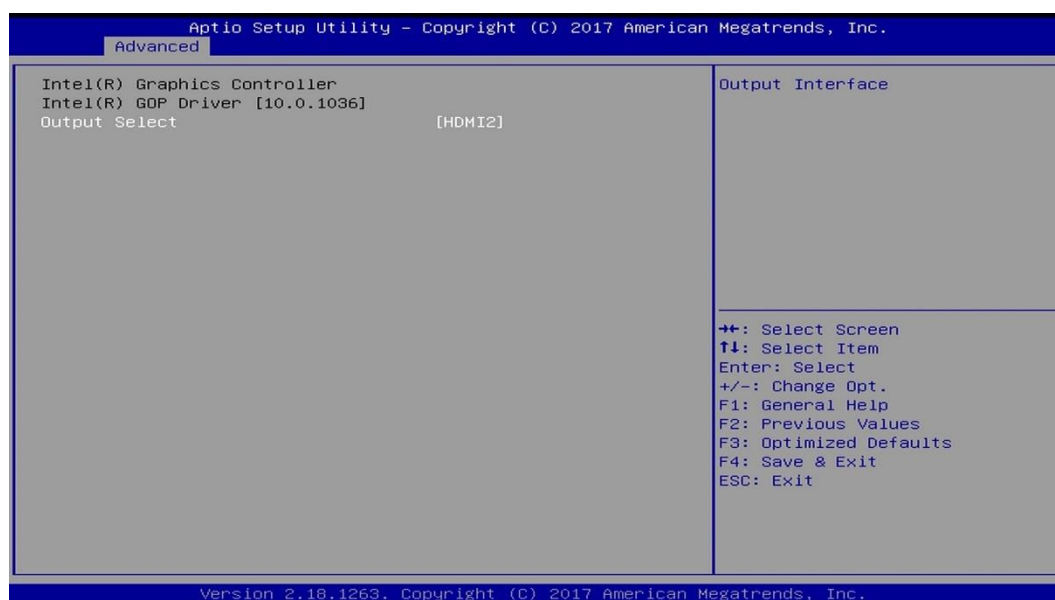 Aptio Setup Utility – Copyright (C) 2017 American Megatrends, Inc.
Advanced
Intel(R) Graphics Controller
Intel(R) GOP Driver [10.0.1036]
Output Select [HDMI2]
Output Interface
→←: Select Screen
↑↓: Select Item
Enter: Select
+/-: Change Opt.
F1: General Help
F2: Previous Values
F3: Optimized Defaults
F4: Save & Exit
ESC: Exit
Version 2.18.1263. Copyright (C) 2017 American Megatrends, Inc.